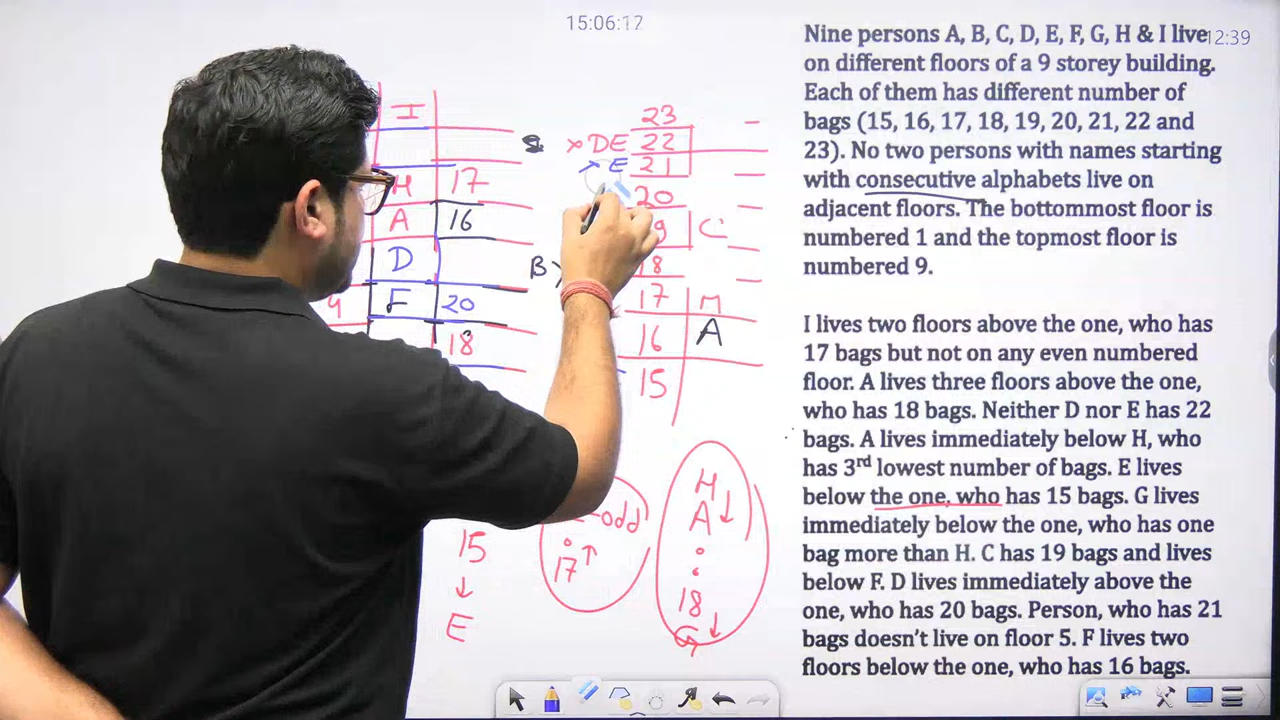 15:06:17
12:39
I
H 17
A 16
D
F 20
18
15
↓
E
23 -
x DE 22
x E 21 -
20 -
C -
18 -
17 H
16 A
15
B
odd
17 ↑
H
A ↓
18
G ↓
Nine persons A, B, C, D, E, F, G, H & I live
on different floors of a 9 storey building.
Each of them has different number of
bags (15, 16, 17, 18, 19, 20, 21, 22 and
23). No two persons with names starting
with consecutive alphabets live on
adjacent floors. The bottommost floor is
numbered 1 and the topmost floor is
numbered 9.
I lives two floors above the one, who has
17 bags but not on any even numbered
floor. A lives three floors above the one,
who has 18 bags. Neither D nor E has 22
bags. A lives immediately below H, who
has 3rd lowest number of bags. E lives
below the one, who has 15 bags. G lives
immediately below the one, who has one
bag more than H. C has 19 bags and lives
below F. D lives immediately above the
one, who has 20 bags. Person, who has 21
bags doesn't live on floor 5. F lives two
floors below the one, who has 16 bags.